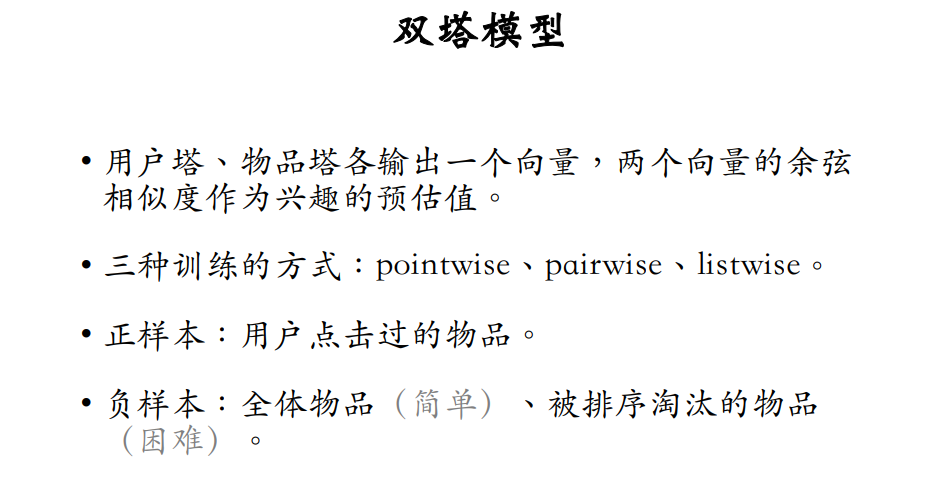 双塔模型
• 用户塔、物品塔各输出一个向量，两个向量的余弦
相似度作为兴趣的预估值。
• 三种训练的方式：pointwise、pairwise、listwise。
• 正样本：用户点击过的物品。
• 负样本：全体物品（简单）、被排序淘汰的物品
（困难）。